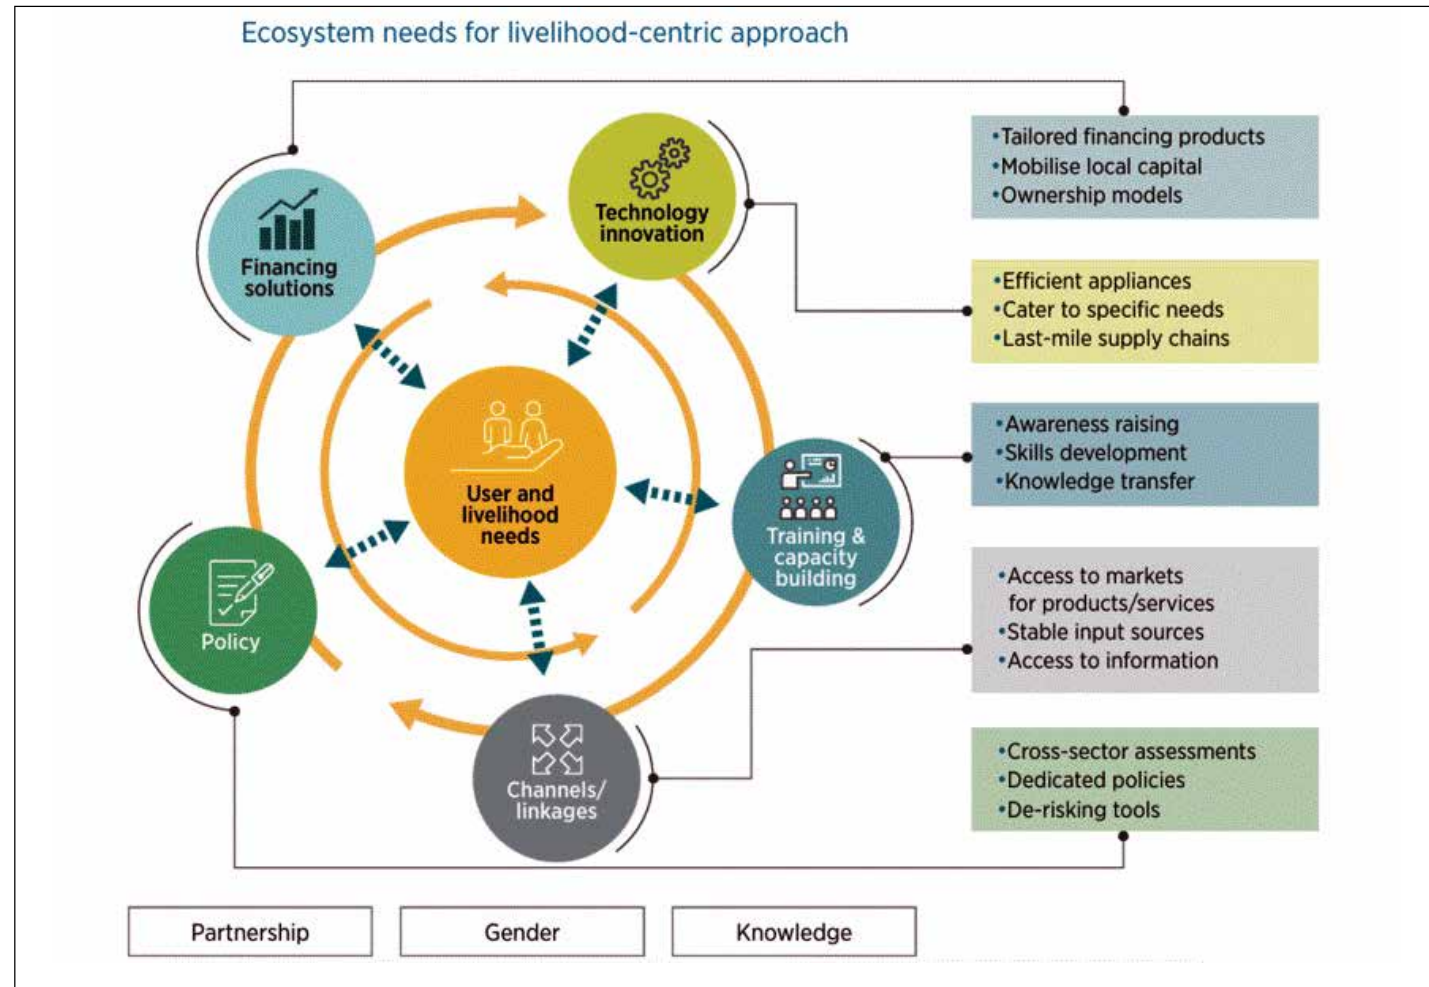 Ecosystem needs for livelihood-centric approach
Financing
solutions
Technology
innovation
User and
livelihood
needs
Training &
capacity
building
Policy
Channels/
linkages
•Tailored financing products
•Mobilise local capital
•Ownership models
•Efficient appliances
•Cater to specific needs
•Last-mile supply chains
•Awareness raising
•Skills development
•Knowledge transfer
•Access to markets
for products/services
•Stable input sources
•Access to information
•Cross-sector assessments
•Dedicated policies
•De-risking tools
Partnership
Gender
Knowledge